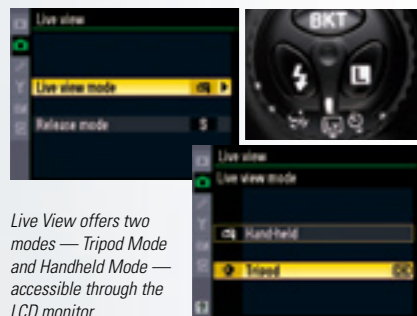 Live view
Live view mode
Release mode S
BKT
L
Live view
Live view mode
Hand-held
Tripod OK
Live View offers two
modes — Tripod Mode
and Handheld Mode —
accessible through the
LCD monitor